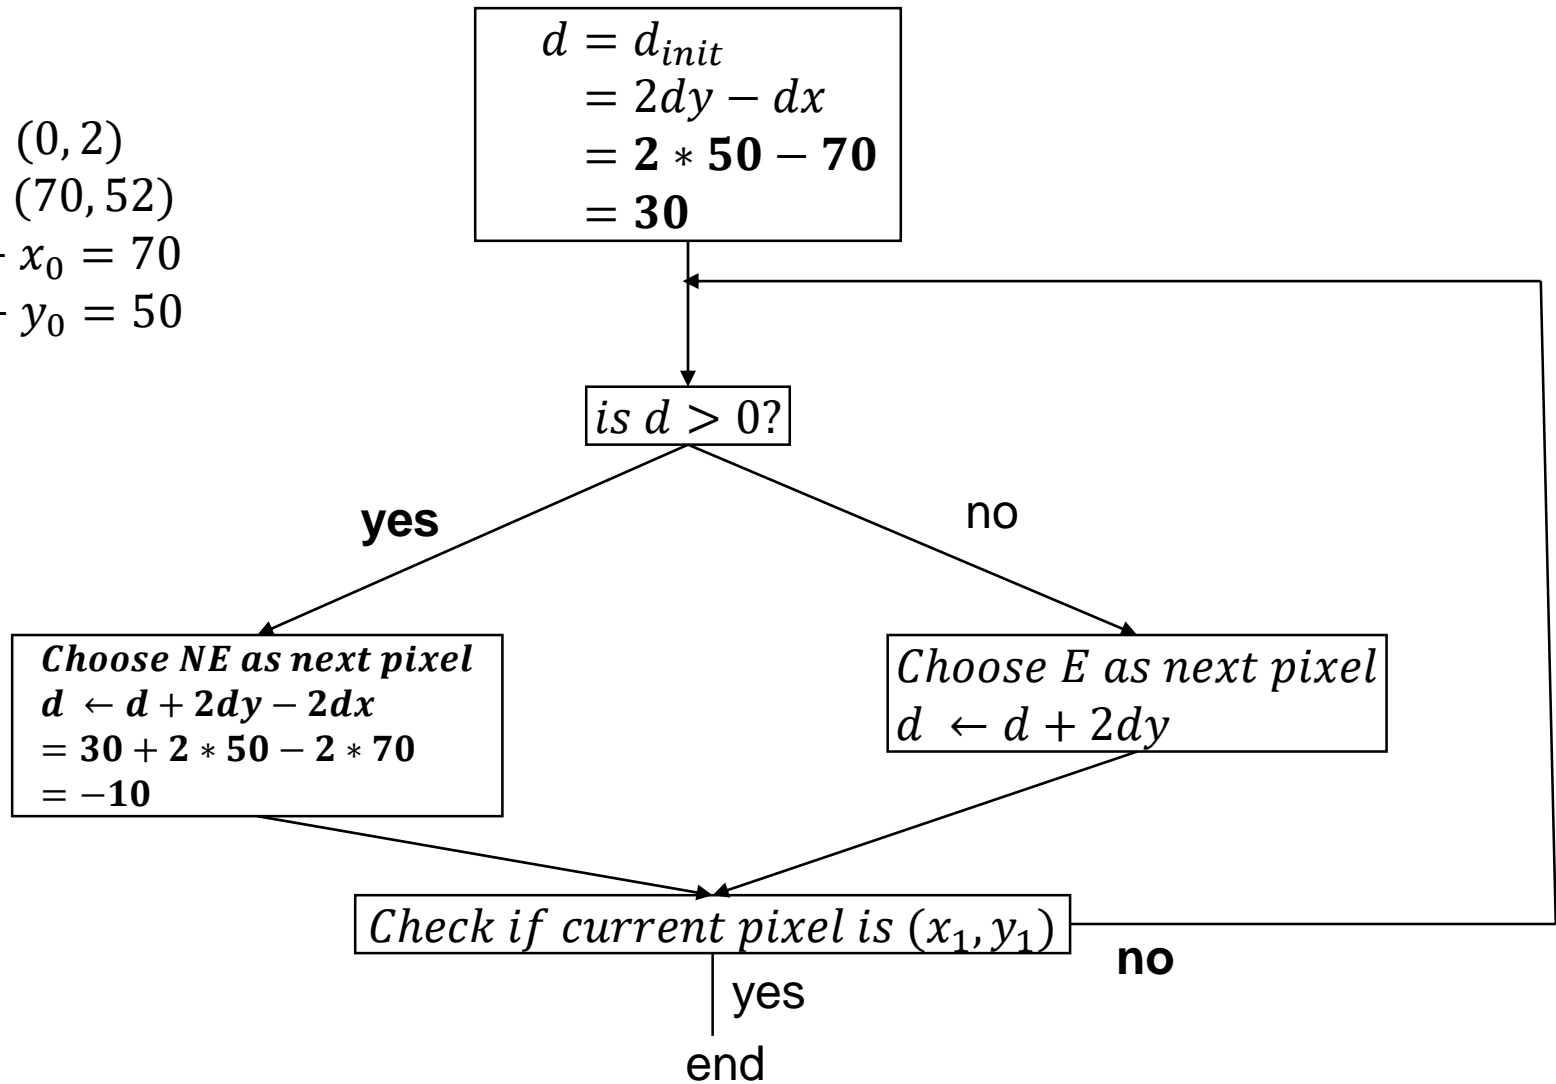 d = d_{init}
= 2dy − dx
= 2 ∗ 50 − 70
= 30
(0, 2)
(70, 52)
− x₀ = 70
− y₀ = 50
is d > 0?
yes
no
Choose NE as next pixel
d ← d + 2dy − 2dx
= 30 + 2 ∗ 50 − 2 ∗ 70
= −10
Choose E as next pixel
d ← d + 2dy
Check if current pixel is (x₁, y₁)
no
yes
end